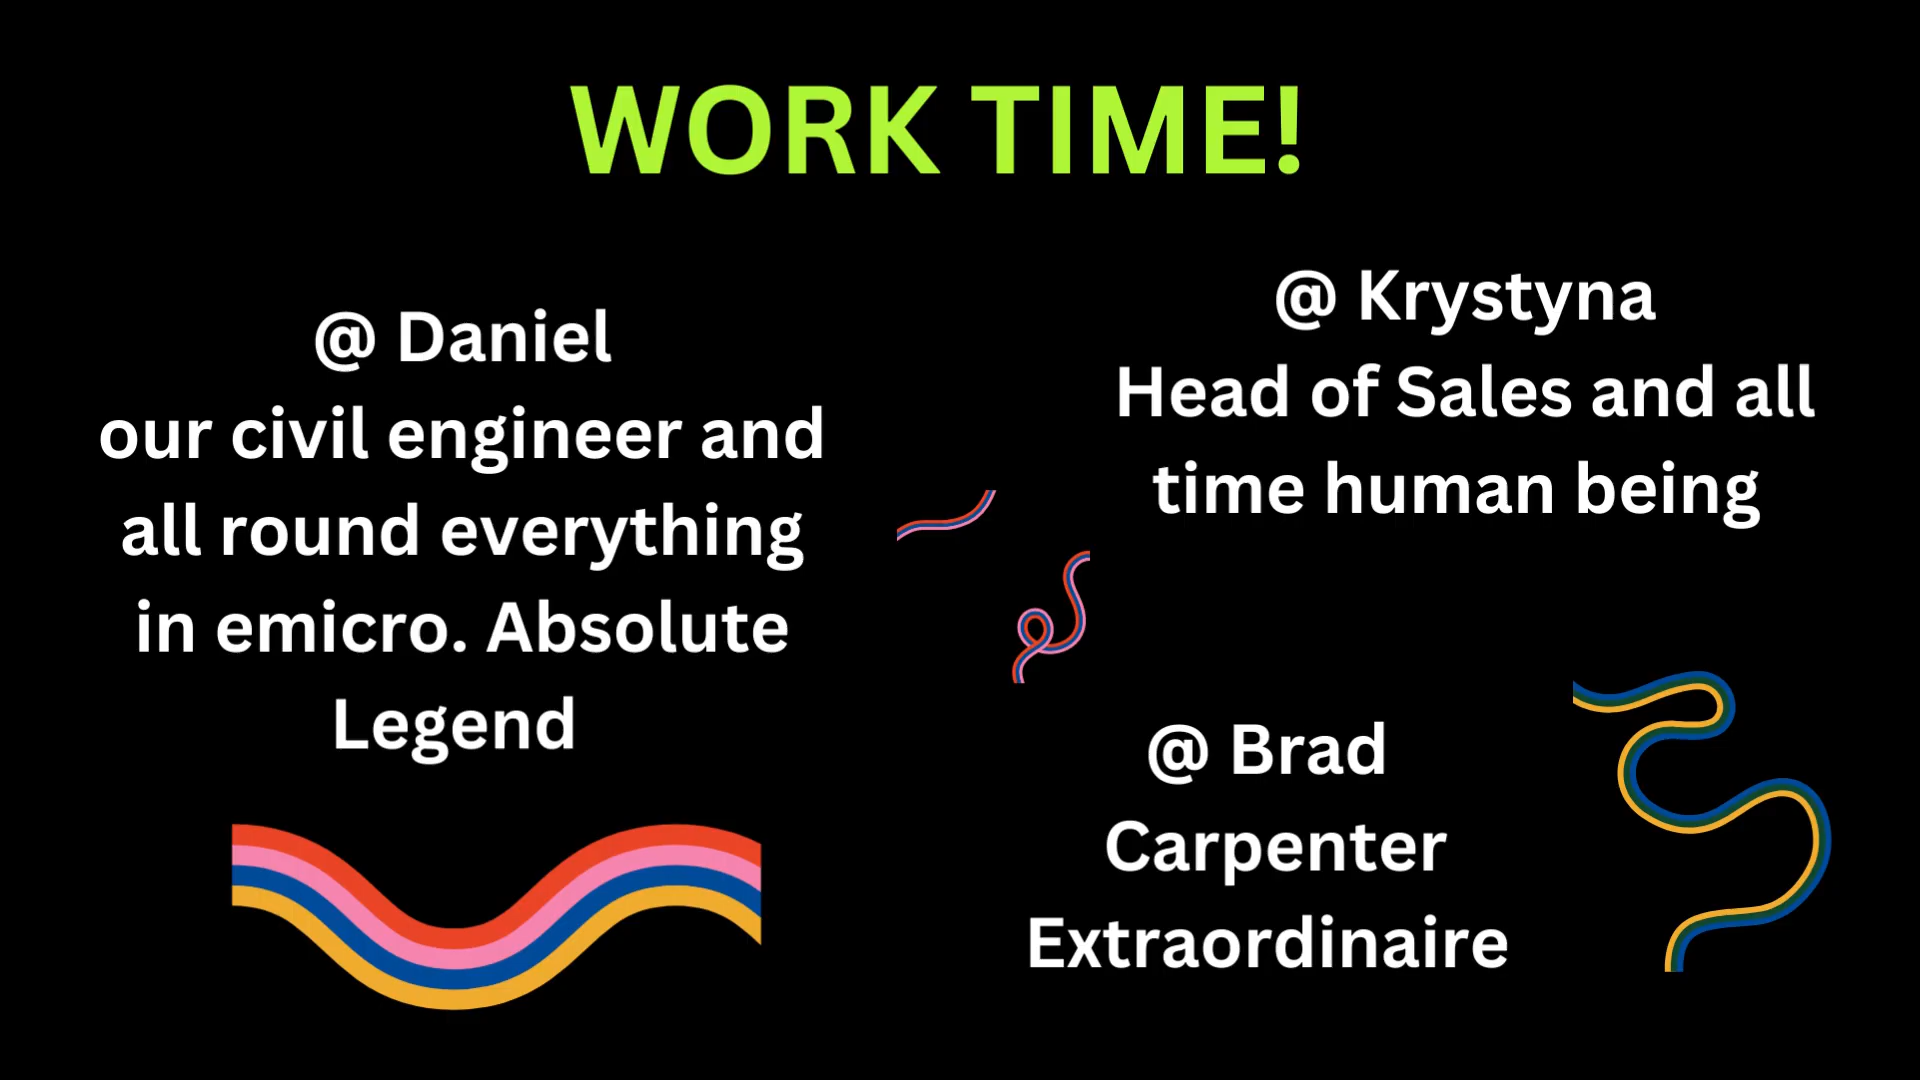 WORK TIME!
@ Daniel
our civil engineer and
all round everything
in emicro. Absolute
Legend
@ Krystyna
Head of Sales and all
time human being
@ Brad
Carpenter
Extraordinaire